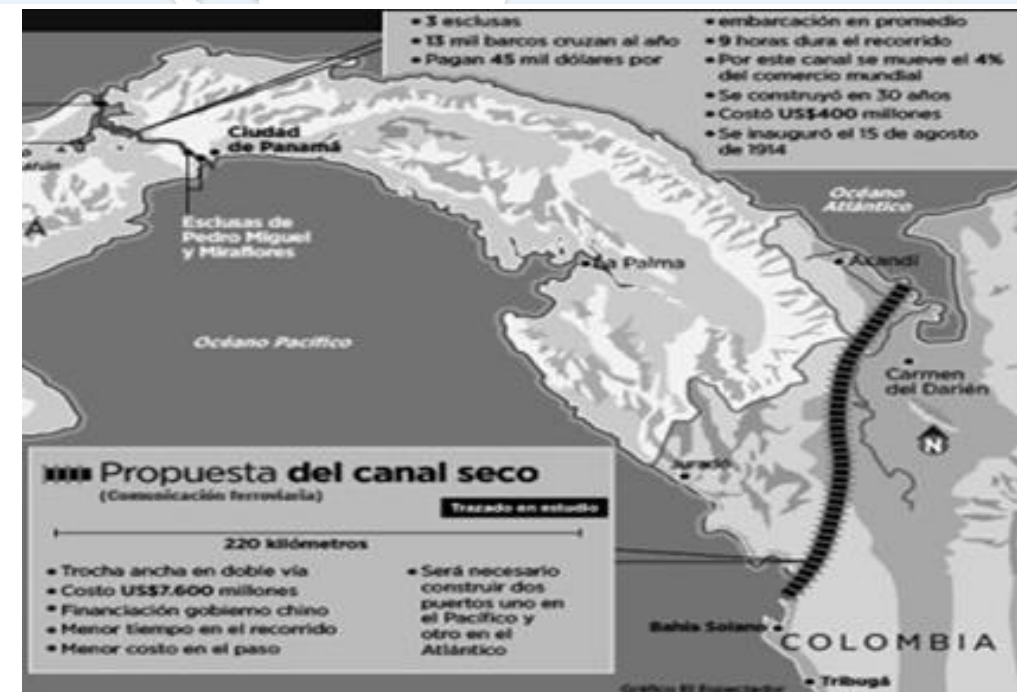 • 3 esclusas
• 13 mil barcos cruzan al año
• Pagan 45 mil dólares por
• embarcación en promedio
• 9 horas dura el recorrido
• Por este canal se mueve el 4%
del comercio mundial
• Se construyó en 30 años
• Costó US$400 millones
• Se inauguró el 15 de agosto
de 1914
Ciudad
de Panamá
Esclusas de
Pedro Miguel
y Miraflores
A
Océano
Atlántico
La Palma
Acandí
Océano Pacífico
Carmen
del Darién
N
Juradó
Propuesta del canal seco
(Comunicación ferroviaria)
Trazado en estudio
220 kilómetros
• Trocha ancha en doble vía
• Costo US$7.600 millones
• Financiación gobierno chino
• Menor tiempo en el recorrido
• Menor costo en el paso
• Será necesario
construir dos
puertos uno en
el Pacífico y
otro en el
Atlántico
Bahía Solano
COLOMBIA
Tribugá
Gráfico El Espectador